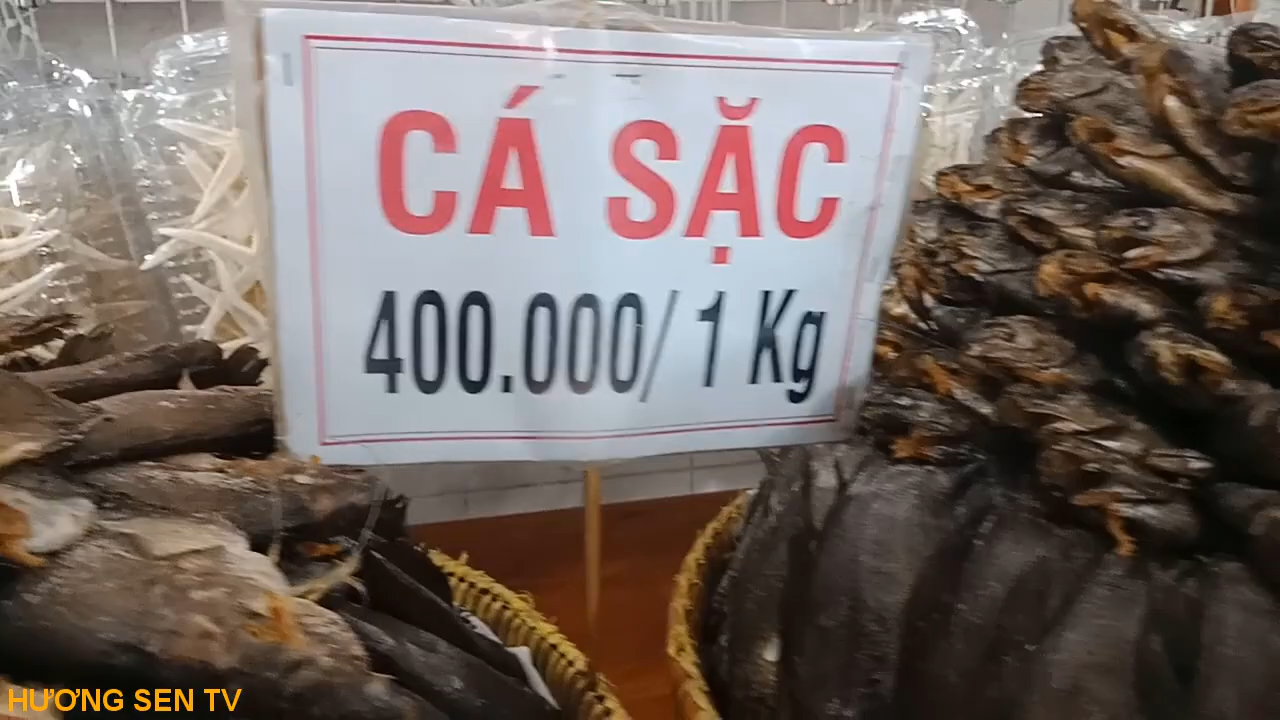 CÁ SẶC
400.000/ 1 Kg
HƯƠNG SEN TV